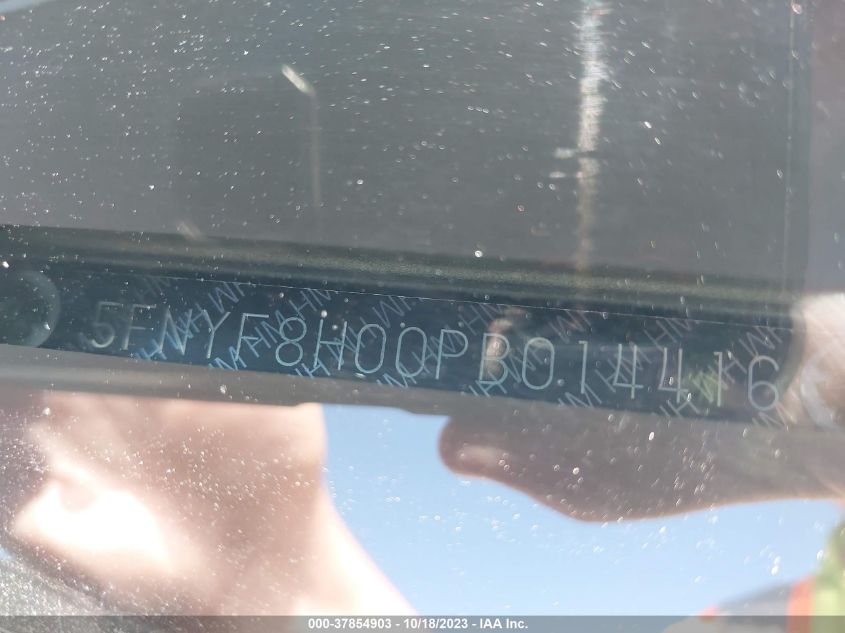 5FNYF8H00PB014416
000-37854903 - 10/18/2023 - IAA Inc.